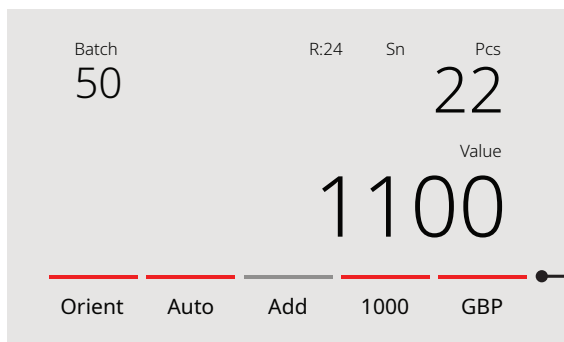 Batch R:24 Sn Pcs
50 22
Value
1100
Orient Auto Add 1000 GBP